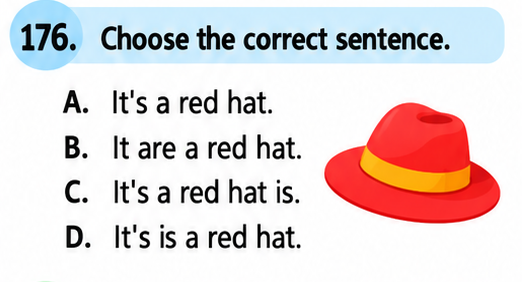 176. Choose the correct sentence.
A. It's a red hat.
B. It are a red hat.
C. It's a red hat is.
D. It's is a red hat.